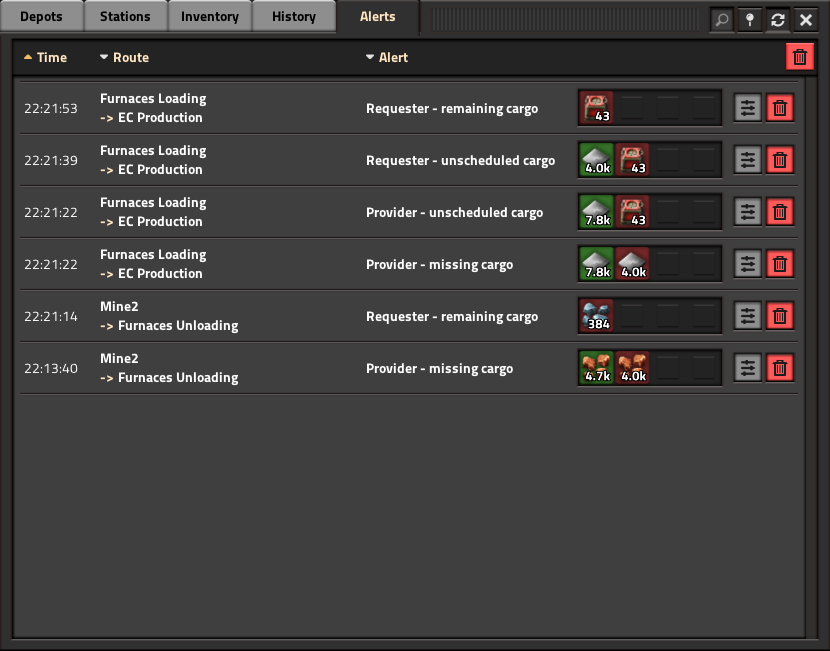 Depots Stations Inventory History Alerts
Time Route Alert
22:21:53 Furnaces Loading
-> EC Production Requester - remaining cargo 43
22:21:39 Furnaces Loading
-> EC Production Requester - unscheduled cargo 4.0k 43
22:21:22 Furnaces Loading
-> EC Production Provider - unscheduled cargo 7.8k 43
22:21:22 Furnaces Loading
-> EC Production Provider - missing cargo 7.8k 4.0k
22:21:14 Mine2
-> Furnaces Unloading Requester - remaining cargo 384
22:13:40 Mine2
-> Furnaces Unloading Provider - missing cargo 4.7k 4.0k